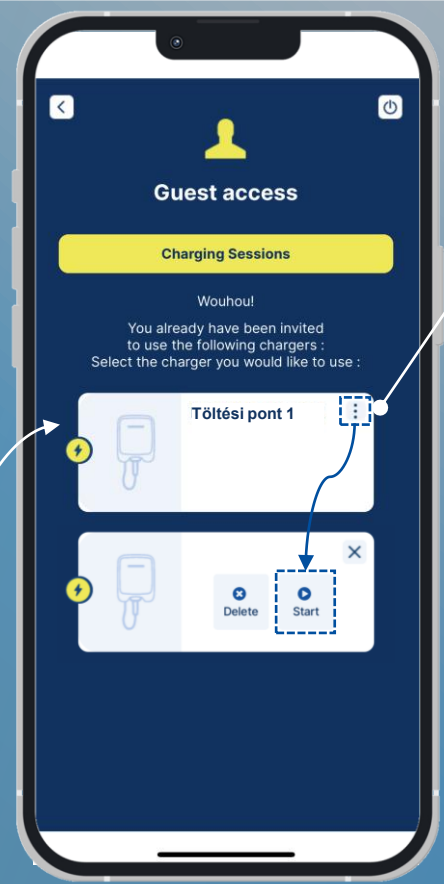 Guest access
Charging Sessions
Wouhou!
You already have been invited
to use the following chargers :
Select the charger you would like to use :
Töltési pont 1
Delete
Start